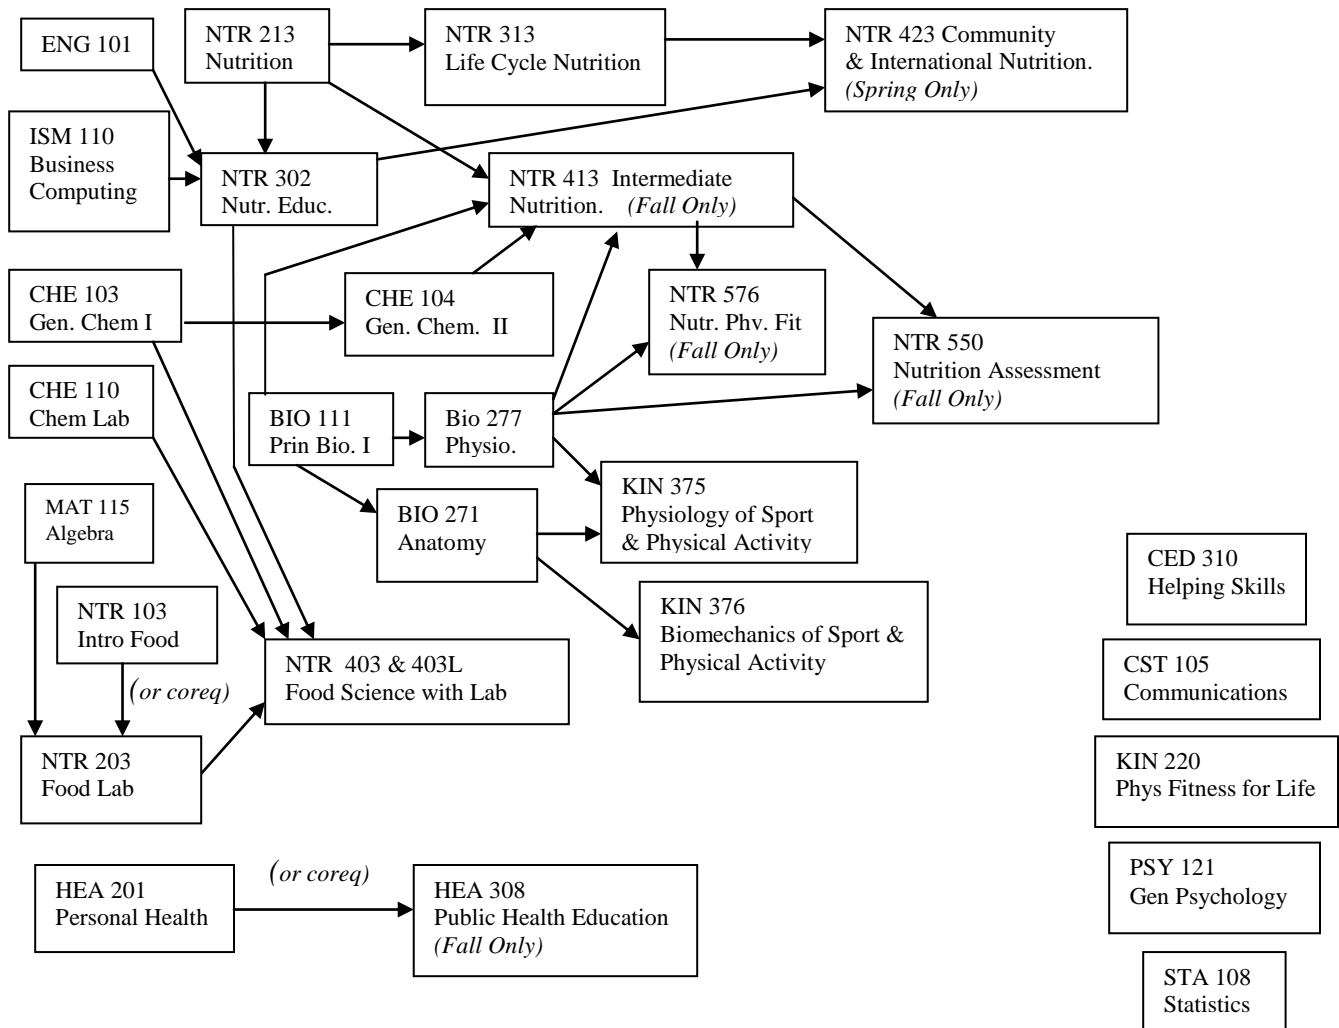 ENG 101
NTR 213
Nutrition
NTR 313
Life Cycle Nutrition
NTR 423 Community
& International Nutrition.
(Spring Only)
ISM 110
Business
Computing
NTR 302
Nutr. Educ.
NTR 413  Intermediate
Nutrition.   (Fall Only)
CHE 103
Gen. Chem I
CHE 104
Gen. Chem.  II
NTR 576
Nutr. Phv. Fit
(Fall Only)
NTR 550
Nutrition Assessment
(Fall Only)
CHE 110
Chem Lab
BIO 111
Prin Bio. I
Bio 277
Physio.
MAT 115
Algebra
BIO 271
Anatomy
KIN 375
Physiology of Sport
& Physical Activity
CED 310
Helping Skills
NTR 103
Intro Food
KIN 376
Biomechanics of Sport &
Physical Activity
NTR  403 & 403L
Food Science with Lab
CST 105
Communications
(or coreq)
NTR 203
Food Lab
KIN 220
Phys Fitness for Life
HEA 201
Personal Health
(or coreq)
HEA 308
Public Health Education
(Fall Only)
PSY 121
Gen Psychology
STA 108
Statistics